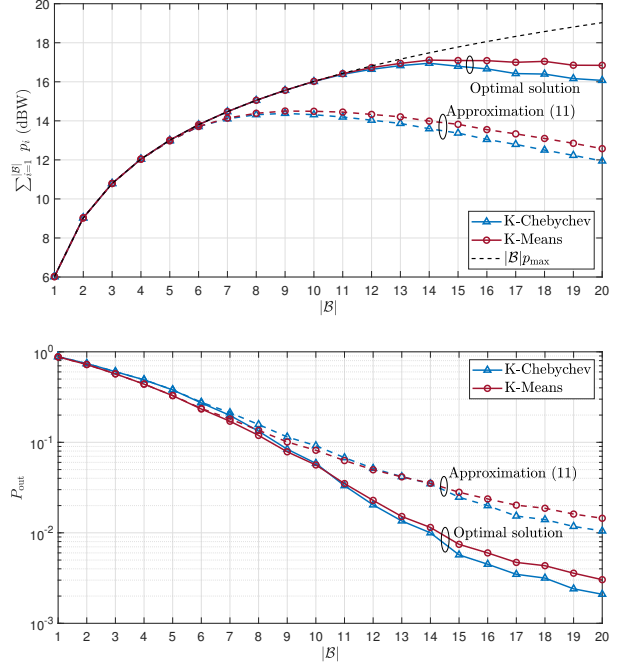 20
18
16
14
12
10
8
6
∑_{i=1}^{|B|} p_i (dBW)
Optimal solution
Approximation (11)
K-Chebychev
K-Means
|B|p_max
1 2 3 4 5 6 7 8 9 10 11 12 13 14 15 16 17 18 19 20
|B|
10^0
10^-1
10^-2
10^-3
P_out
K-Chebychev
K-Means
Approximation (11)
Optimal solution
1 2 3 4 5 6 7 8 9 10 11 12 13 14 15 16 17 18 19 20
|B|